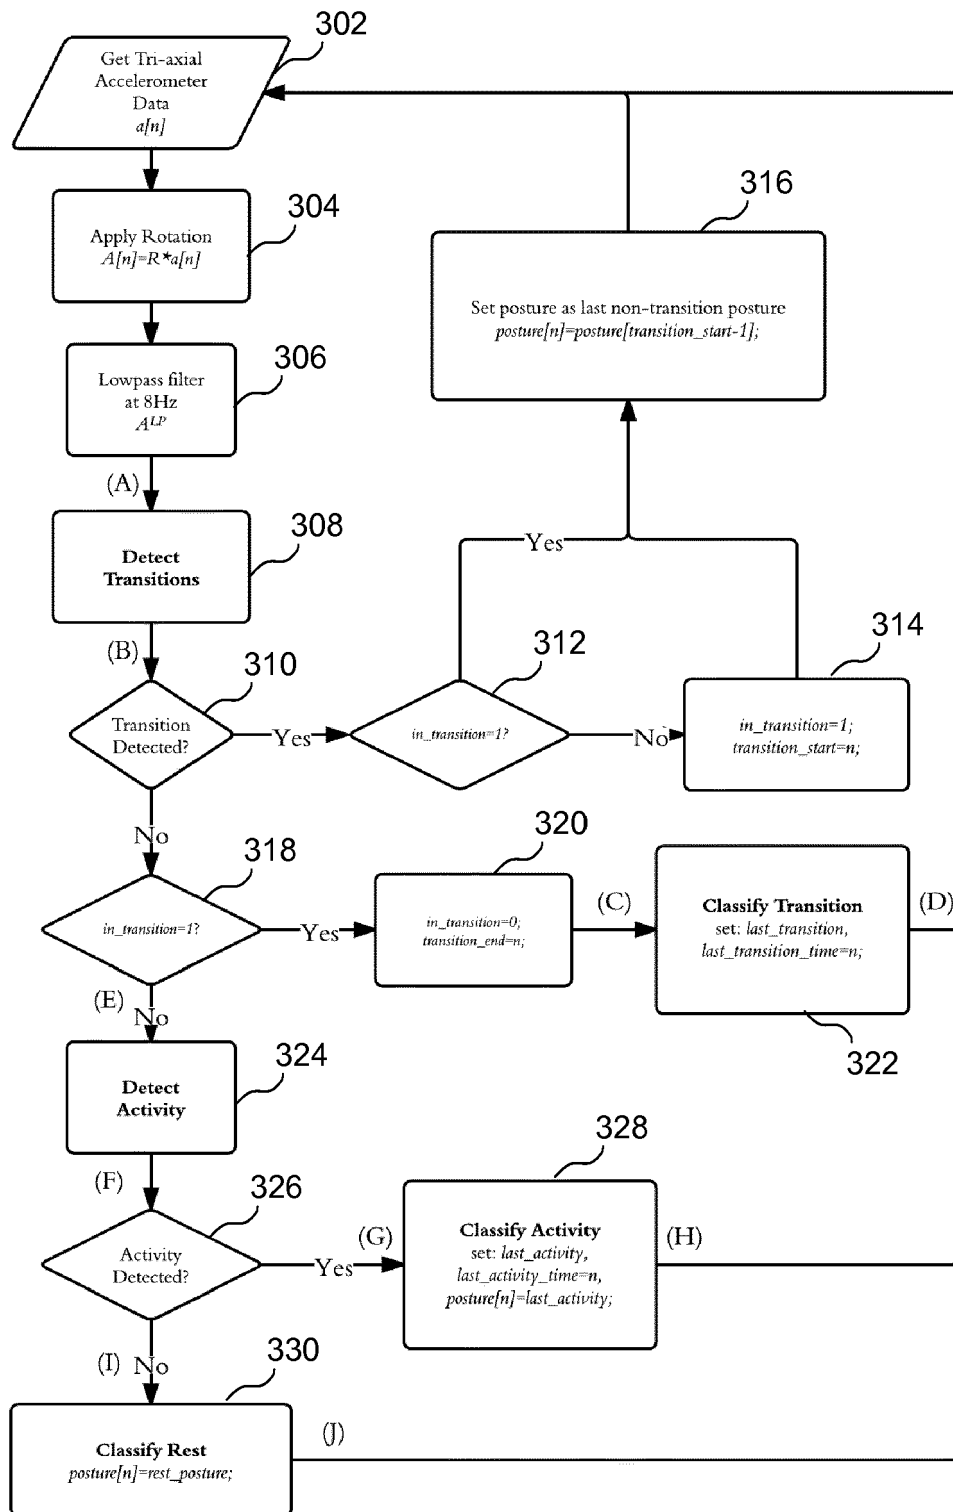 302
Get Tri-axial
Accelerometer
Data
a[n]
304
Apply Rotation
A[n]=R*a[n]
316
Set posture as last non-transition posture
posture[n]=posture[transition_start-1];
306
Lowpass filter
at 8Hz
A^LP
(A)
308
Detect
Transitions
Yes
(B)
310
Transition
Detected?
Yes
312
in_transition=1?
No
314
in_transition=1;
transition_start=n;
No
318
in_transition=1?
Yes
320
in_transition=0;
transition_end=n;
(C)
Classify Transition
set: last_transition,
last_transition_time=n;
(D)
322
(E)
No
324
Detect
Activity
(F)
326
Activity
Detected?
Yes
(G)
328
Classify Activity
set: last_activity,
last_activity_time=n,
posture[n]=last_activity;
(H)
(I)
No
330
Classify Rest
posture[n]=rest_posture;
(J)